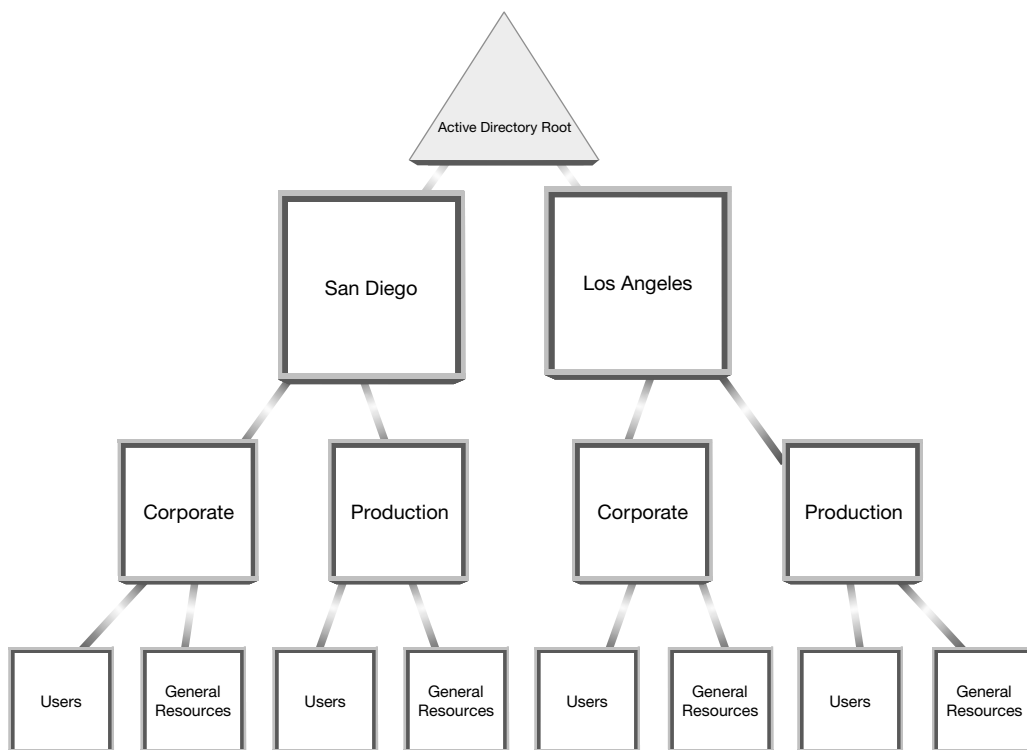 Active Directory Root
San Diego
Los Angeles
Corporate
Production
Corporate
Production
Users
General
Resources
Users
General
Resources
Users
General
Resources
Users
General
Resources